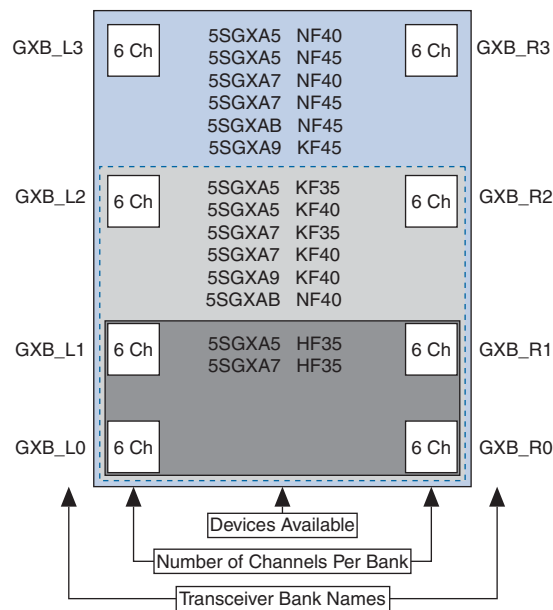 GXB_L3 6 Ch 5SGXA5 NF40 6 Ch GXB_R3
5SGXA5 NF45
5SGXA7 NF40
5SGXA7 NF45
5SGXAB NF45
5SGXA9 KF45
GXB_L2 6 Ch 5SGXA5 KF35 6 Ch GXB_R2
5SGXA5 KF40
5SGXA7 KF35
5SGXA7 KF40
5SGXA9 KF40
5SGXAB NF40
GXB_L1 6 Ch 5SGXA5 HF35 6 Ch GXB_R1
5SGXA7 HF35
GXB_L0 6 Ch 6 Ch GXB_R0
Devices Available
Number of Channels Per Bank
Transceiver Bank Names